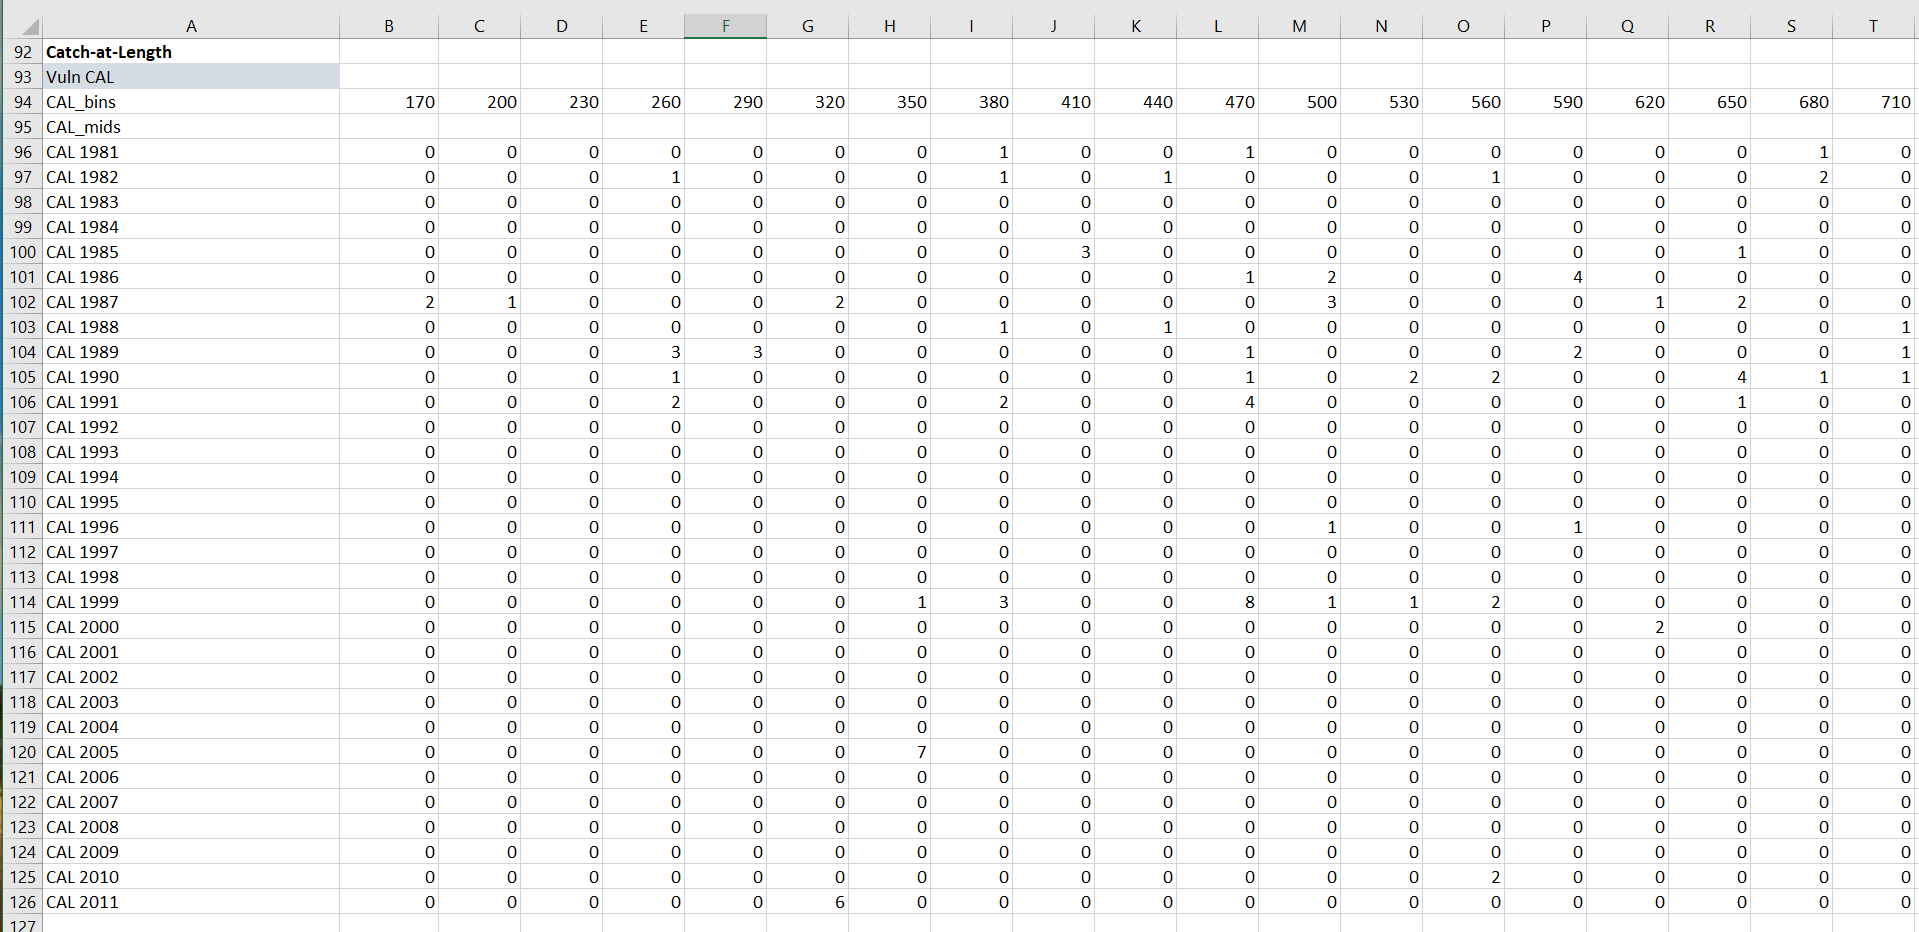 A B C D E F G H I J K L M N O P Q R S T
92 Catch-at-Length
93 Vuln CAL
94 CAL_bins 170 200 230 260 290 320 350 380 410 440 470 500 530 560 590 620 650 680 710
95 CAL_mids
96 CAL 1981 0 0 0 0 0 0 0 1 0 0 1 0 0 0 0 0 0 1 0
97 CAL 1982 0 0 0 1 0 0 0 1 0 1 0 0 0 1 0 0 0 2 0
98 CAL 1983 0 0 0 0 0 0 0 0 0 0 0 0 0 0 0 0 0 0 0
99 CAL 1984 0 0 0 0 0 0 0 0 0 0 0 0 0 0 0 0 0 0 0
100 CAL 1985 0 0 0 0 0 0 0 0 3 0 0 0 0 0 0 0 1 0 0
101 CAL 1986 0 0 0 0 0 0 0 0 0 0 1 2 0 0 4 0 0 0 0
102 CAL 1987 2 1 0 0 0 2 0 0 0 0 0 3 0 0 0 1 2 0 0
103 CAL 1988 0 0 0 0 0 0 0 1 0 1 0 0 0 0 0 0 0 0 1
104 CAL 1989 0 0 0 3 3 0 0 0 0 0 1 0 0 0 2 0 0 0 1
105 CAL 1990 0 0 0 1 0 0 0 0 0 0 1 0 2 2 0 0 4 1 1
106 CAL 1991 0 0 0 2 0 0 0 2 0 0 4 0 0 0 0 0 1 0 0
107 CAL 1992 0 0 0 0 0 0 0 0 0 0 0 0 0 0 0 0 0 0 0
108 CAL 1993 0 0 0 0 0 0 0 0 0 0 0 0 0 0 0 0 0 0 0
109 CAL 1994 0 0 0 0 0 0 0 0 0 0 0 0 0 0 0 0 0 0 0
110 CAL 1995 0 0 0 0 0 0 0 0 0 0 0 0 0 0 0 0 0 0 0
111 CAL 1996 0 0 0 0 0 0 0 0 0 0 0 1 0 0 1 0 0 0 0
112 CAL 1997 0 0 0 0 0 0 0 0 0 0 0 0 0 0 0 0 0 0 0
113 CAL 1998 0 0 0 0 0 0 0 0 0 0 0 0 0 0 0 0 0 0 0
114 CAL 1999 0 0 0 0 0 0 1 3 0 0 8 1 1 2 0 0 0 0 0
115 CAL 2000 0 0 0 0 0 0 0 0 0 0 0 0 0 0 0 2 0 0 0
116 CAL 2001 0 0 0 0 0 0 0 0 0 0 0 0 0 0 0 0 0 0 0
117 CAL 2002 0 0 0 0 0 0 0 0 0 0 0 0 0 0 0 0 0 0 0
118 CAL 2003 0 0 0 0 0 0 0 0 0 0 0 0 0 0 0 0 0 0 0
119 CAL 2004 0 0 0 0 0 0 0 0 0 0 0 0 0 0 0 0 0 0 0
120 CAL 2005 0 0 0 0 0 0 7 0 0 0 0 0 0 0 0 0 0 0 0
121 CAL 2006 0 0 0 0 0 0 0 0 0 0 0 0 0 0 0 0 0 0 0
122 CAL 2007 0 0 0 0 0 0 0 0 0 0 0 0 0 0 0 0 0 0 0
123 CAL 2008 0 0 0 0 0 0 0 0 0 0 0 0 0 0 0 0 0 0 0
124 CAL 2009 0 0 0 0 0 0 0 0 0 0 0 0 0 0 0 0 0 0 0
125 CAL 2010 0 0 0 0 0 0 0 0 0 0 0 0 0 2 0 0 0 0 0
126 CAL 2011 0 0 0 0 0 6 0 0 0 0 0 0 0 0 0 0 0 0 0
127